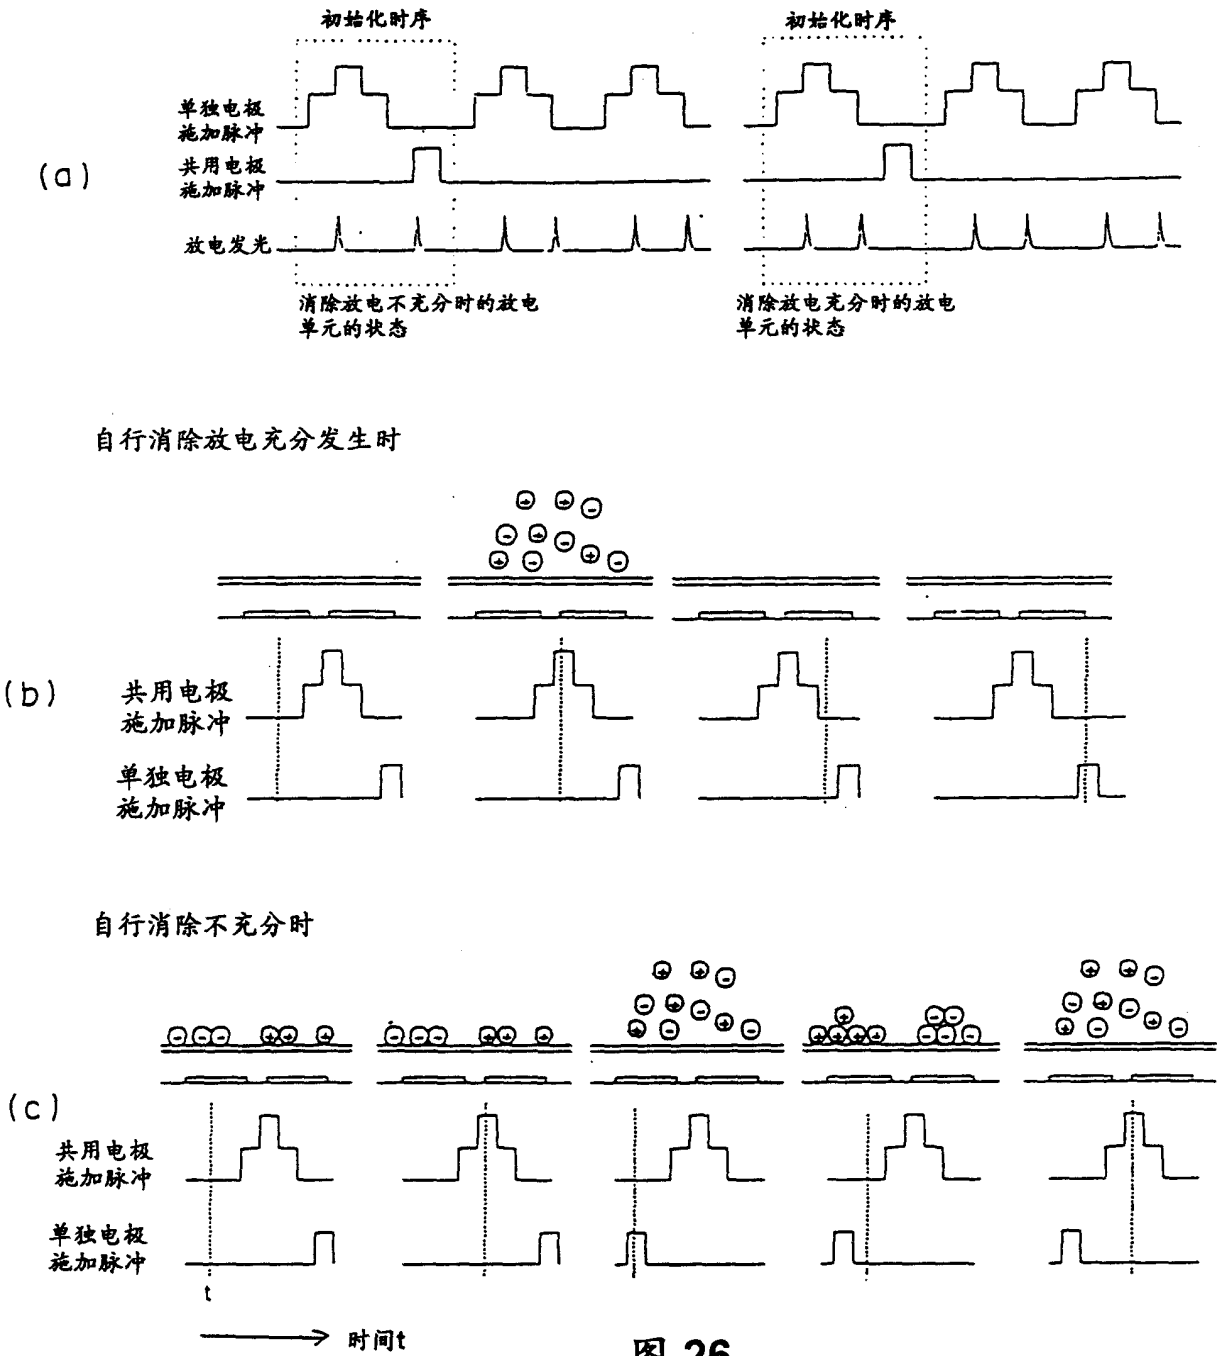 初始化时序
初始化时序
单独电极
施加脉冲
(a)
共用电极
施加脉冲
放电发光
消除放电不充分时的放电
单元的状态
消除放电充分时的放电
单元的状态
自行消除放电充分发生时
(b)
共用电极
施加脉冲
单独电极
施加脉冲
自行消除不充分时
(c)
共用电极
施加脉冲
单独电极
施加脉冲
t
时间t
图 26